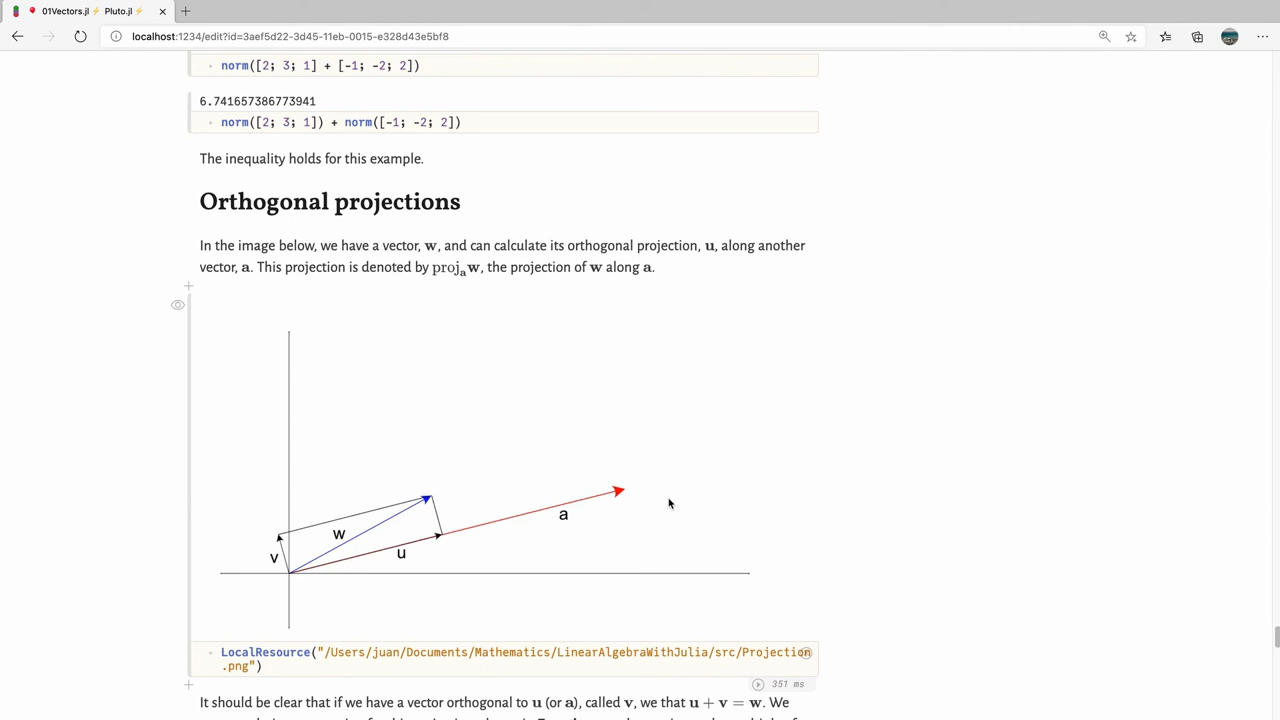 01Vectors.jl ⚡ Pluto.jl ⚡
localhost:1234/edit?id=3aef5d22-3d45-11eb-0015-e328d43e5bf8
norm([2; 3; 1] + [-1; -2; 2])
6.741657386773941
norm([2; 3; 1]) + norm([-1; -2; 2])
The inequality holds for this example.
Orthogonal projections
In the image below, we have a vector, w, and can calculate its orthogonal projection, u, along another
vector, a. This projection is denoted by projₐw, the projection of w along a.
a
w
u
v
LocalResource("/Users/juan/Documents/Mathematics/LinearAlgebraWithJulia/src/Projection
.png")
351 ms
It should be clear that if we have a vector orthogonal to u (or a), called v, we that u + v = w. We